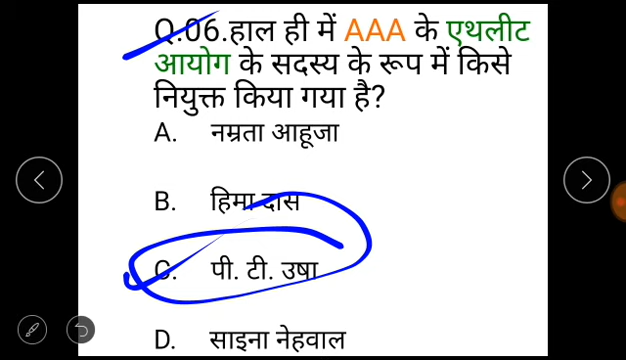 Q.06.हाल ही में AAA के एथलीट
आयोग के सदस्य के रूप में किसे
नियुक्त किया गया है?
A. नम्रता आहूजा
B. हिमा दास
C. पी. टी. उषा
D. साइना नेहवाल